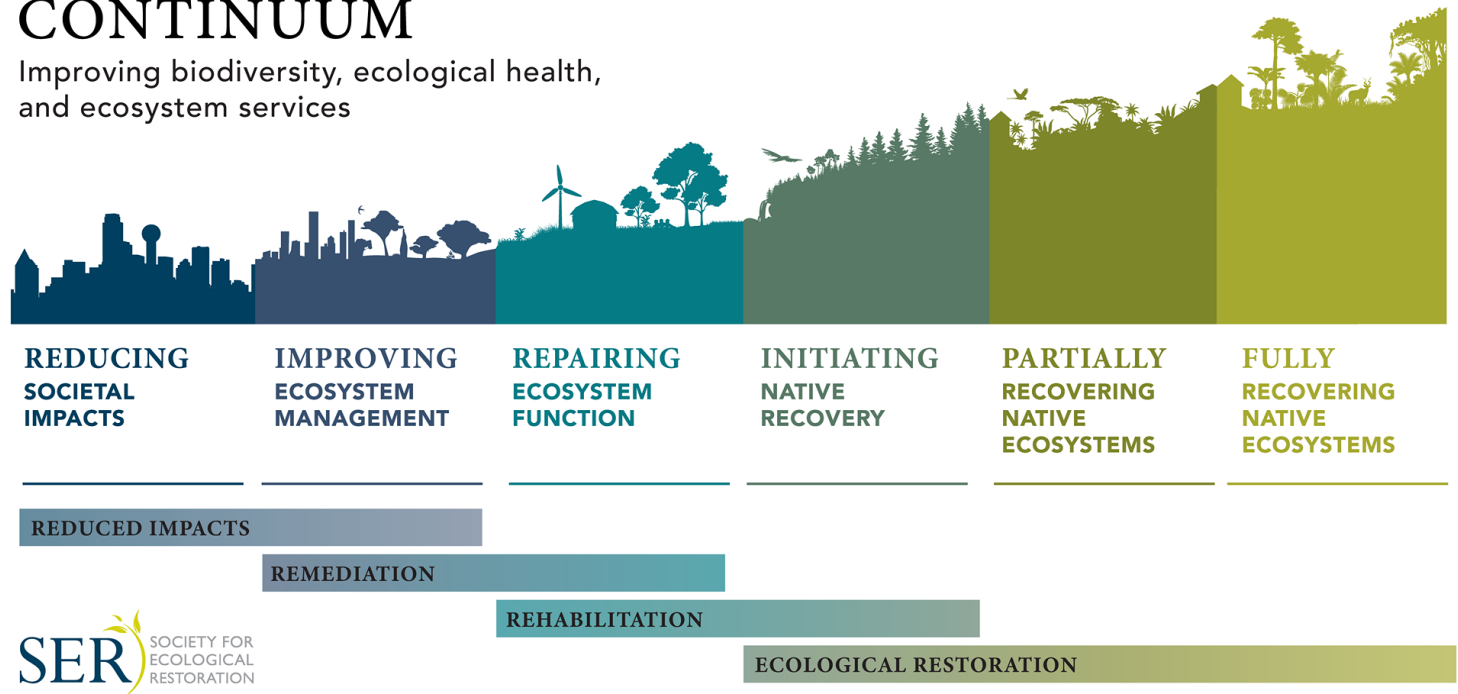 CONTINUUM
Improving biodiversity, ecological health,
and ecosystem services
REDUCING
SOCIETAL
IMPACTS
IMPROVING
ECOSYSTEM
MANAGEMENT
REPAIRING
ECOSYSTEM
FUNCTION
INITIATING
NATIVE
RECOVERY
PARTIALLY
RECOVERING
NATIVE
ECOSYSTEMS
FULLY
RECOVERING
NATIVE
ECOSYSTEMS
REDUCED IMPACTS
REMEDIATION
REHABILITATION
ECOLOGICAL RESTORATION
SER
SOCIETY FOR
ECOLOGICAL
RESTORATION